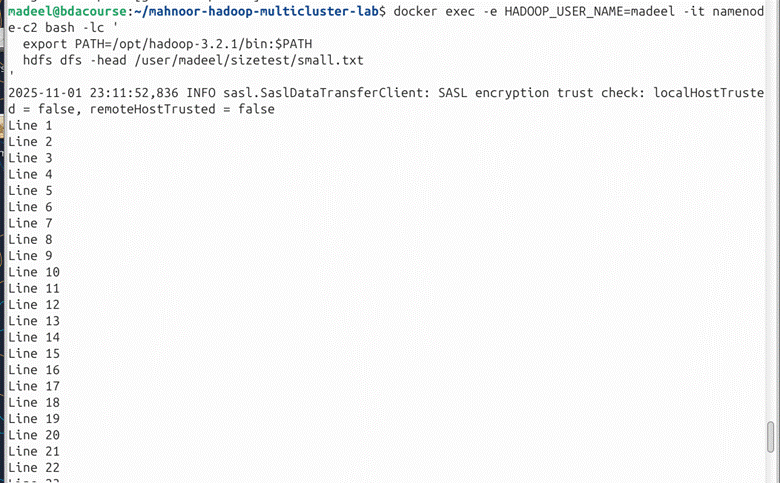 madeel@bdacourse:~/mahnoor-hadoop-multicluster-lab$ docker exec -e HADOOP_USER_NAME=madeel -it namenod
e-c2 bash -lc '
  export PATH=/opt/hadoop-3.2.1/bin:$PATH
  hdfs dfs -head /user/madeel/sizetest/small.txt
'
2025-11-01 23:11:52,836 INFO sasl.SaslDataTransferClient: SASL encryption trust check: localHostTruste
d = false, remoteHostTrusted = false
Line 1
Line 2
Line 3
Line 4
Line 5
Line 6
Line 7
Line 8
Line 9
Line 10
Line 11
Line 12
Line 13
Line 14
Line 15
Line 16
Line 17
Line 18
Line 19
Line 20
Line 21
Line 22